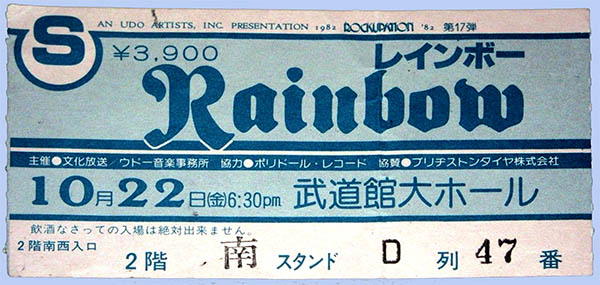 S
AN UDO ARTISTS, INC. PRESENTATION 1982 ROCKUPATION '82 第17弾
¥3,900 レインボー
Rainbow
主催●文化放送/ウドー音楽事務所 協力●ポリドール・レコード 協賛●ブリヂストンタイヤ株式会社
10月22日(金)6:30pm 武道館大ホール
飲酒なさっての入場は絶対出来ません。
2階南西入口
2階 南 スタンド D 列 47 番